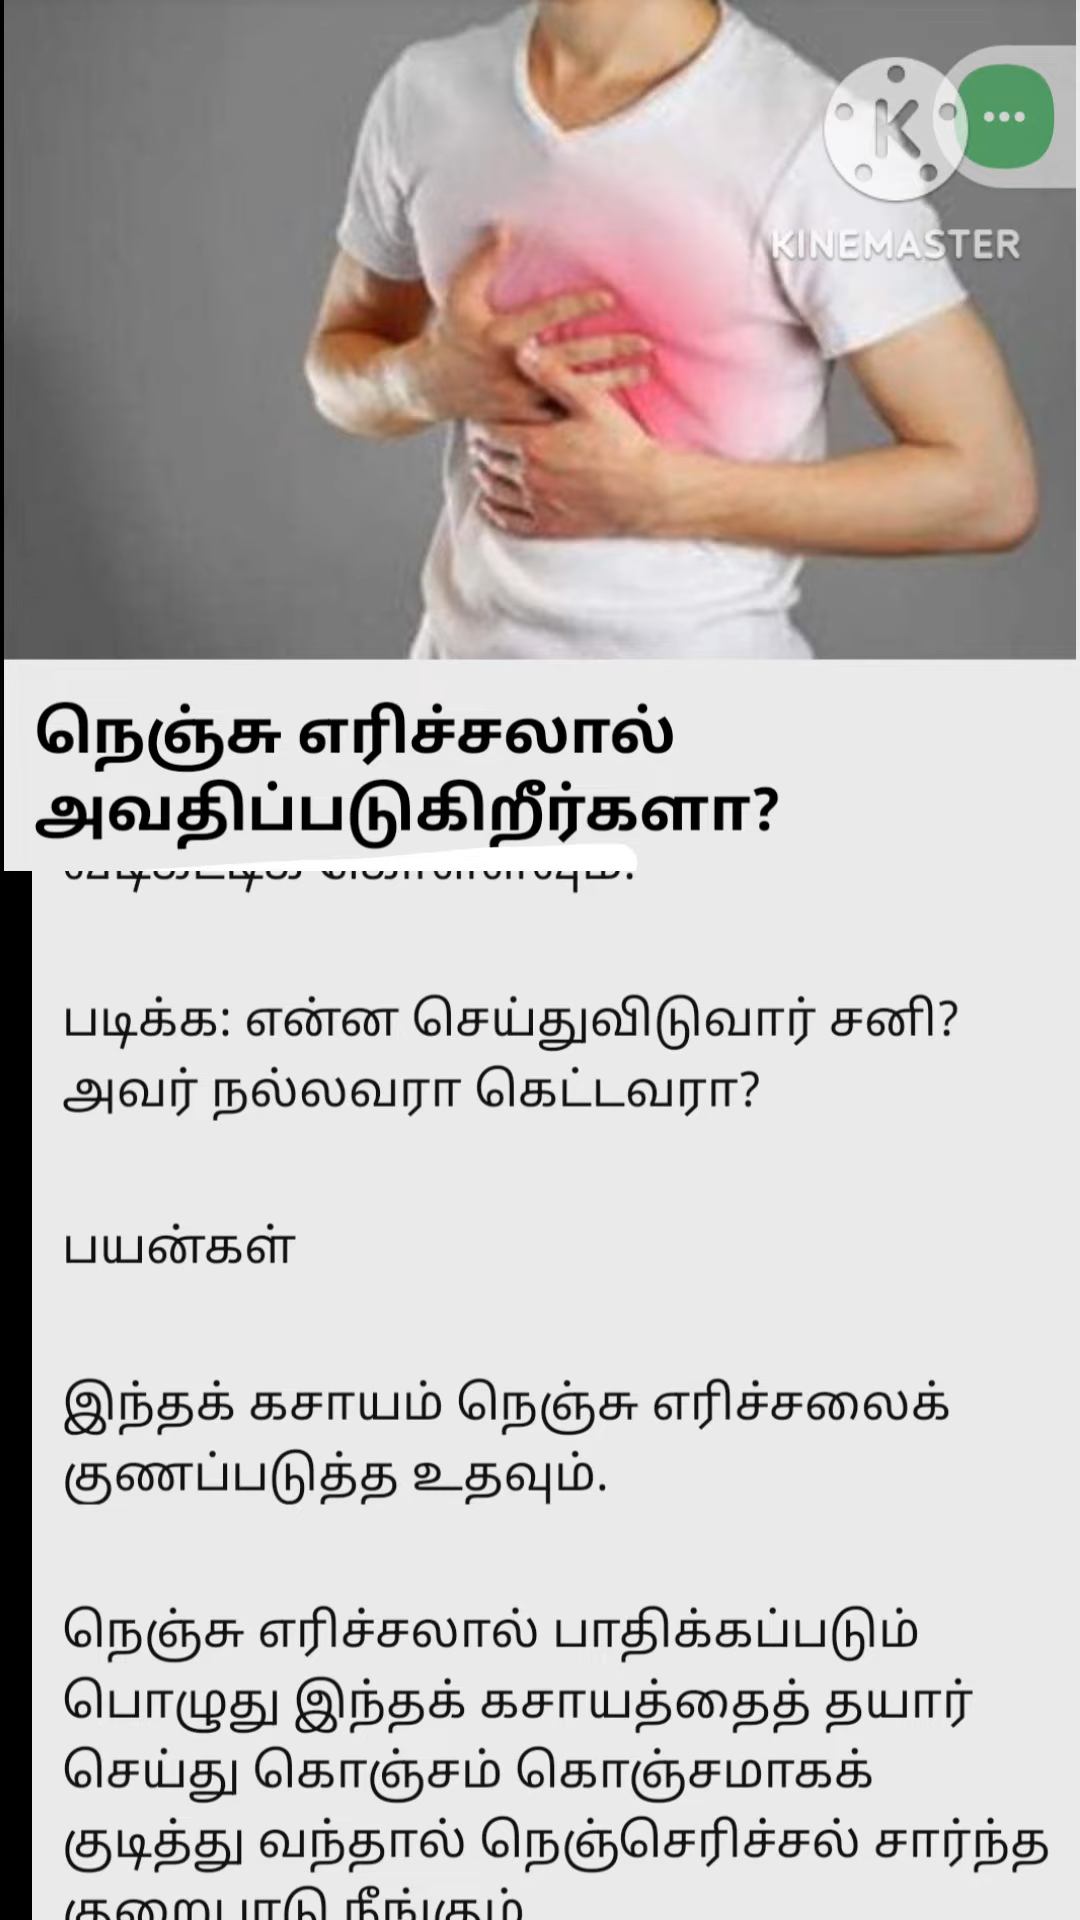 KINEMASTER
நெஞ்சு எரிச்சலால்
அவதிப்படுகிறீர்களா?
படிக்க: என்ன செய்துவிடுவார் சனி?
அவர் நல்லவரா கெட்டவரா?
பயன்கள்
இந்தக் கசாயம் நெஞ்சு எரிச்சலைக்
குணப்படுத்த உதவும்.
நெஞ்சு எரிச்சலால் பாதிக்கப்படும்
பொழுது இந்தக் கசாயத்தைத் தயார்
செய்து கொஞ்சம் கொஞ்சமாகக்
குடித்து வந்தால் நெஞ்செரிச்சல் சார்ந்த
குறைபாடு நீங்கும்